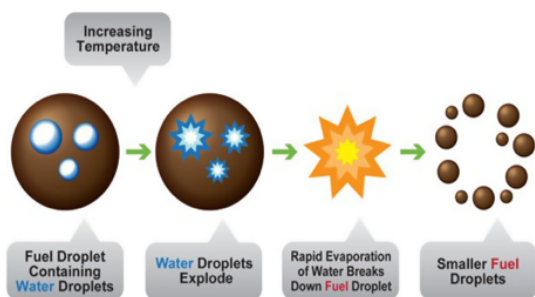 Increasing
Temperature
Fuel Droplet
Containing
Water Droplets
Water Droplets
Explode
Rapid Evaporation
of Water Breaks
Down Fuel Droplet
Smaller Fuel
Droplets